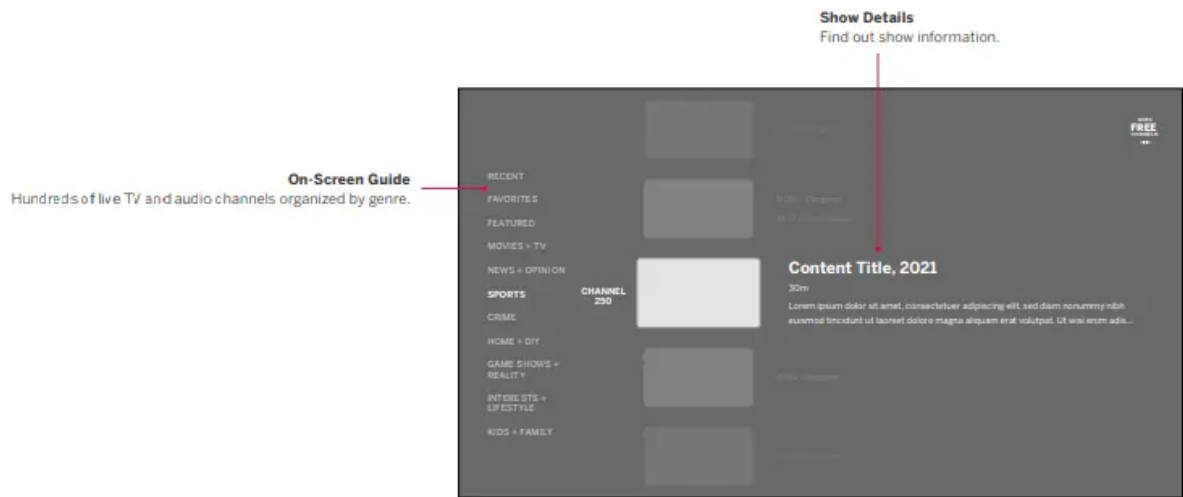 Show Details
Find out show information.
On-Screen Guide
Hundreds of live TV and audio channels organized by genre.
FREE
RECENT
FAVORITES
FEATURED
MOVIES + TV
NEWS + OPINION
SPORTS
CRIME
HOME + DIY
GAME SHOWS +
REALITY
INTERESTS +
LIFESTYLE
KIDS + FAMILY
CHANNEL
250
Content Title, 2021
30m
Lorem ipsum dolor sit amet, consectetuer adipiscing elit, sed diam nonummy nibh
euismod tincidunt ut laoreet dolore magna aliquam erat volutpat. Ut wisi enim adis...